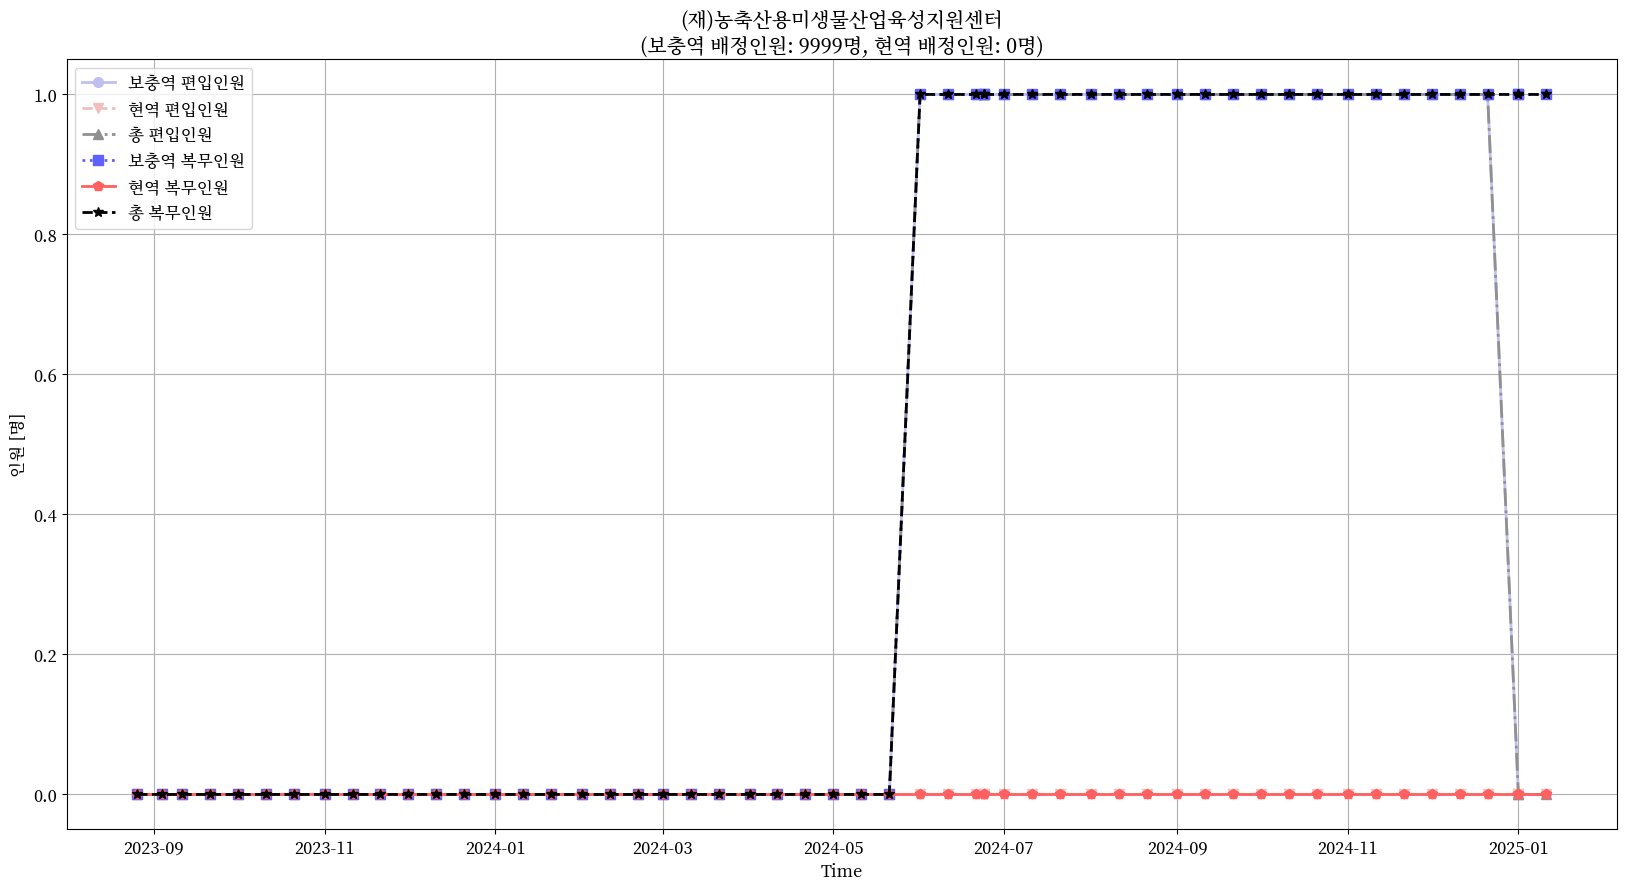 (재)농축산용미생물산업육성지원센터
(보충역 배정인원: 9999명, 현역 배정인원: 0명)
보충역 편입인원
현역 편입인원
총 편입인원
보충역 복무인원
현역 복무인원
총 복무인원
1.0
0.8
0.6
0.4
0.2
0.0
인원 [명]
2023-09
2023-11
2024-01
2024-03
2024-05
2024-07
2024-09
2024-11
2025-01
Time